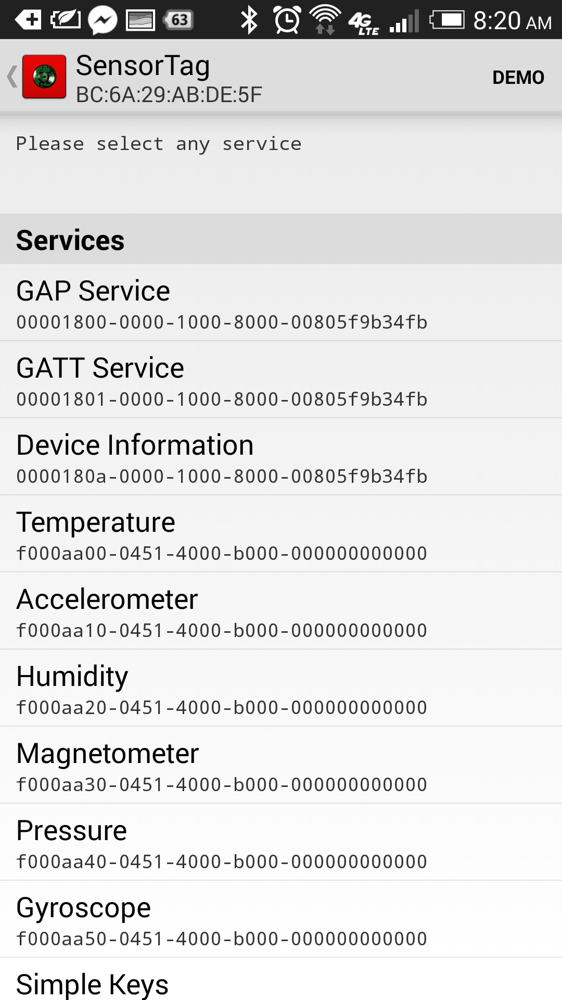 63 4G LTE 8:20 AM
SensorTag
BC:6A:29:AB:DE:5F
DEMO
Please select any service
Services
GAP Service
00001800-0000-1000-8000-00805f9b34fb
GATT Service
00001801-0000-1000-8000-00805f9b34fb
Device Information
0000180a-0000-1000-8000-00805f9b34fb
Temperature
f000aa00-0451-4000-b000-000000000000
Accelerometer
f000aa10-0451-4000-b000-000000000000
Humidity
f000aa20-0451-4000-b000-000000000000
Magnetometer
f000aa30-0451-4000-b000-000000000000
Pressure
f000aa40-0451-4000-b000-000000000000
Gyroscope
f000aa50-0451-4000-b000-000000000000
Simple Keys